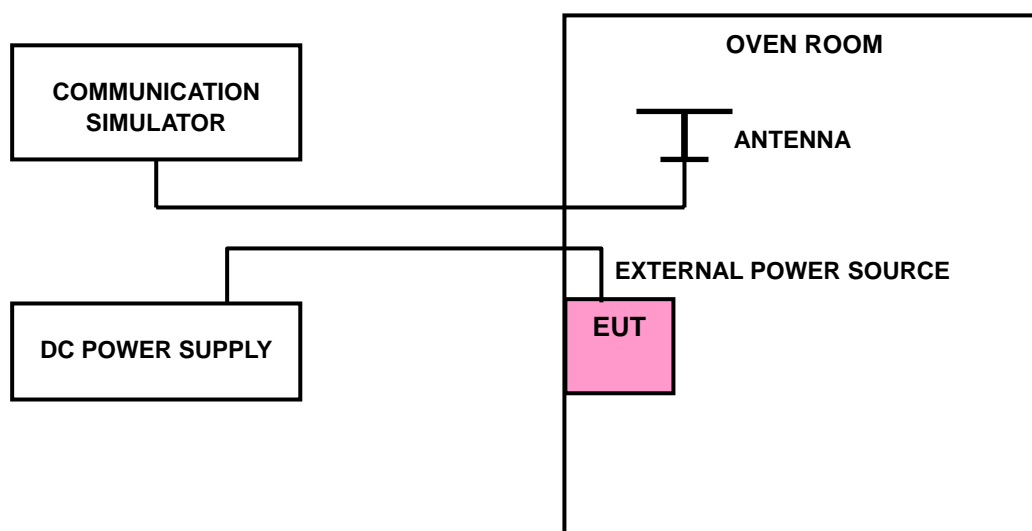 OVEN ROOM
COMMUNICATION
SIMULATOR
ANTENNA
EXTERNAL POWER SOURCE
EUT
DC POWER SUPPLY